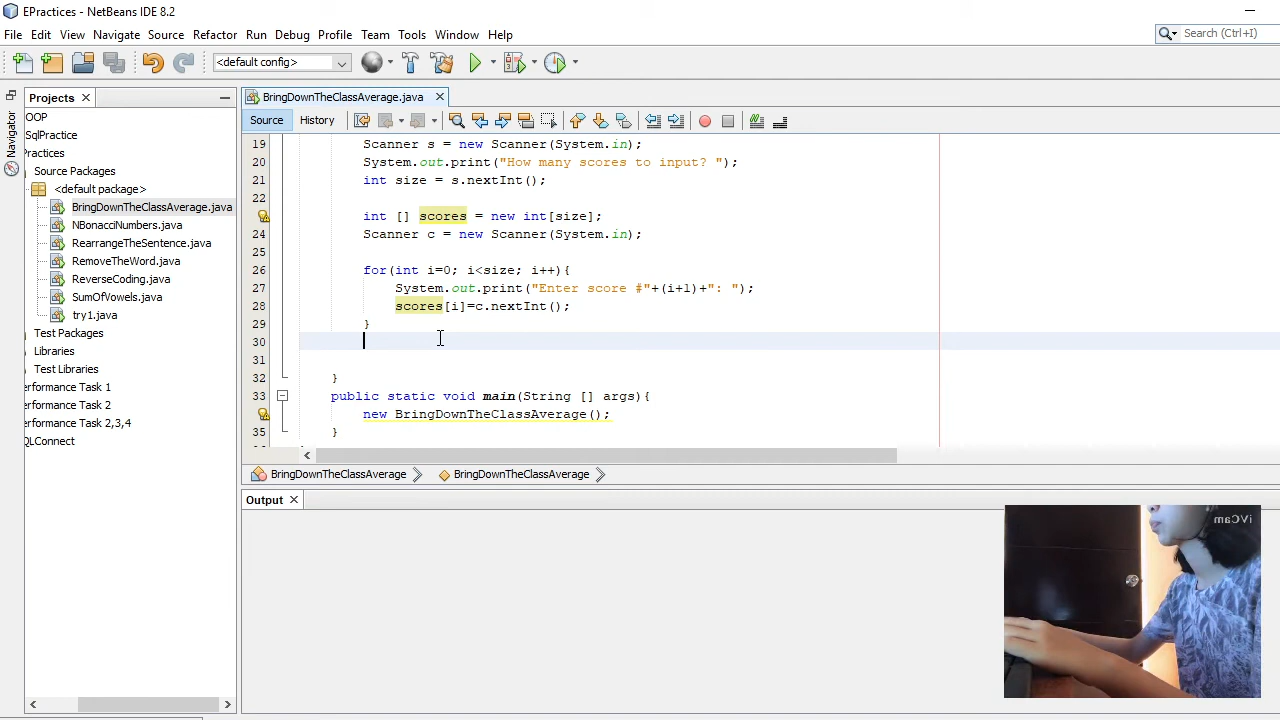 EPractices - NetBeans IDE 8.2
File Edit View Navigate Source Refactor Run Debug Profile Team Tools Window Help
Search (Ctrl+I)
<default config>
Navigator
Projects
OOP
SqlPractice
Practices
Source Packages
<default package>
BringDownTheClassAverage.java
NBonacciNumbers.java
RearrangeTheSentence.java
RemoveTheWord.java
ReverseCoding.java
SumOfVowels.java
try1.java
Test Packages
Libraries
Test Libraries
erformance Task 1
erformance Task 2
erformance Task 2,3,4
QLConnect
BringDownTheClassAverage.java
Source History
19 Scanner s = new Scanner(System.in);
20 System.out.print("How many scores to input? ");
21 int size = s.nextInt();
22
int [] scores = new int[size];
24 Scanner c = new Scanner(System.in);
25
26 for(int i=0; i<size; i++){
27 System.out.print("Enter score #"+(i+1)+": ");
28 scores[i]=c.nextInt();
29 }
30
31
32 }
33 public static void main(String [] args){
new BringDownTheClassAverage();
35 }
BringDownTheClassAverage BringDownTheClassAverage
Output
iVCam